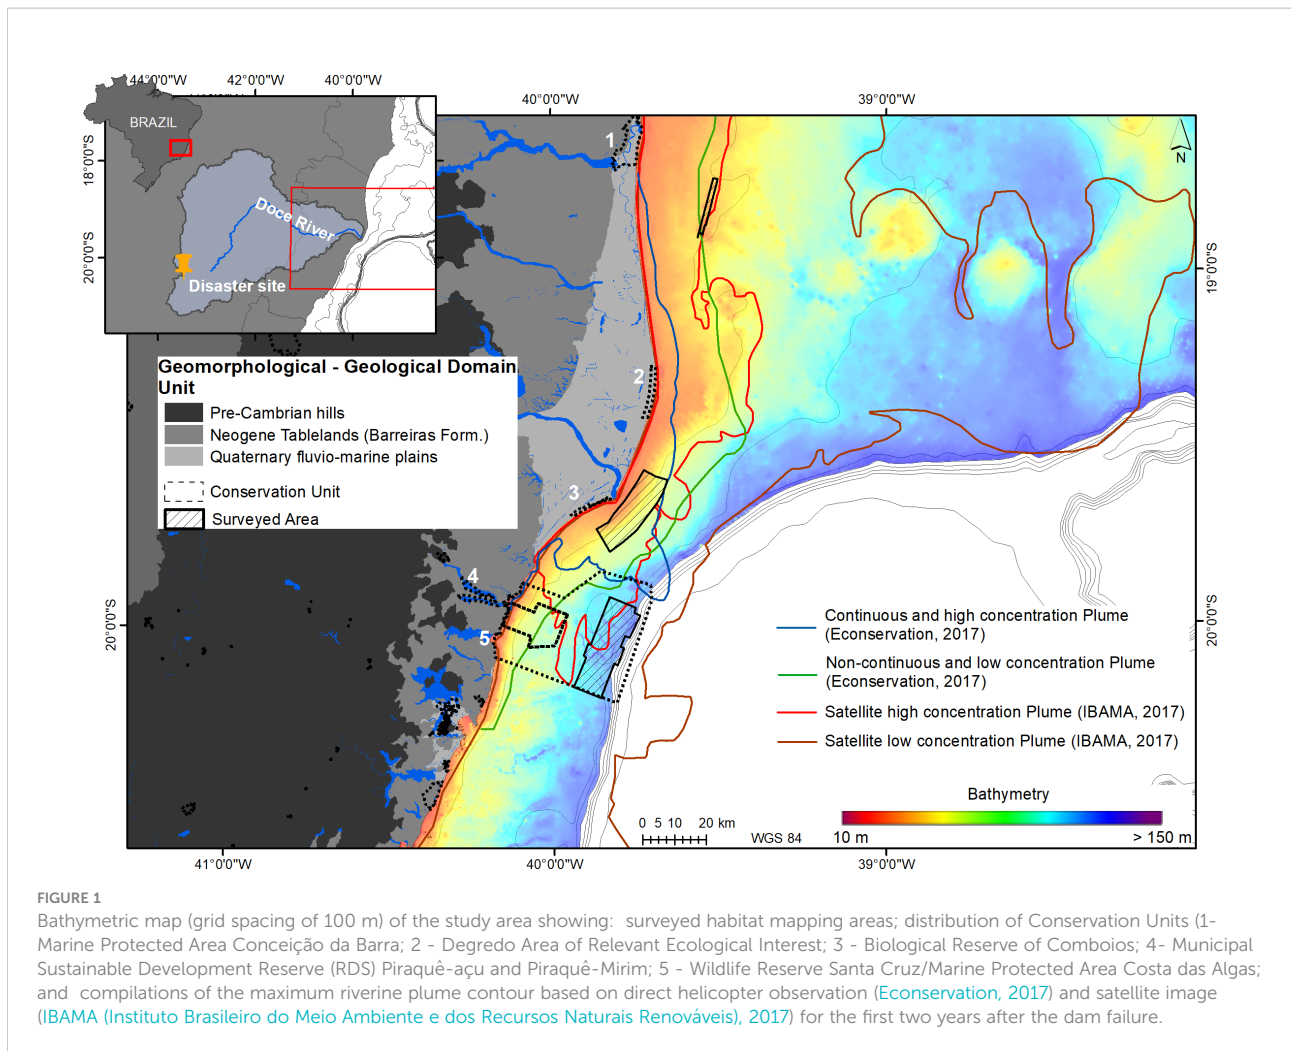 44°0'0"W
42°0'0"W
40°0'0"W
BRAZIL
18°0'0"S
20°0'0"S
Doce River
Disaster site
40°0'0"W
39°0'0"W
N
1
2
3
4
5
19°0'0"S
20°0'0"S
20°0'0"S
Geomorphological - Geological Domain
Unit
Pre-Cambrian hills
Neogene Tablelands (Barreiras Form.)
Quaternary fluvio-marine plains
Conservation Unit
Surveyed Area
Continuous and high concentration Plume
(Econservation, 2017)
Non-continuous and low concentration Plume
(Econservation, 2017)
Satellite high concentration Plume (IBAMA, 2017)
Satellite low concentration Plume (IBAMA, 2017)
Bathymetry
10 m
> 150 m
0 5 10 20 km
WGS 84
41°0'0"W
40°0'0"W
39°0'0"W
FIGURE 1
Bathymetric map (grid spacing of 100 m) of the study area showing: surveyed habitat mapping areas; distribution of Conservation Units (1-
Marine Protected Area Conceição da Barra; 2 - Degredo Area of Relevant Ecological Interest; 3 - Biological Reserve of Comboios; 4- Municipal
Sustainable Development Reserve (RDS) Piraquê-açu and Piraquê-Mirim; 5 - Wildlife Reserve Santa Cruz/Marine Protected Area Costa das Algas;
and compilations of the maximum riverine plume contour based on direct helicopter observation (Econservation, 2017) and satellite image
(IBAMA (Instituto Brasileiro do Meio Ambiente e dos Recursos Naturais Renováveis), 2017) for the first two years after the dam failure.